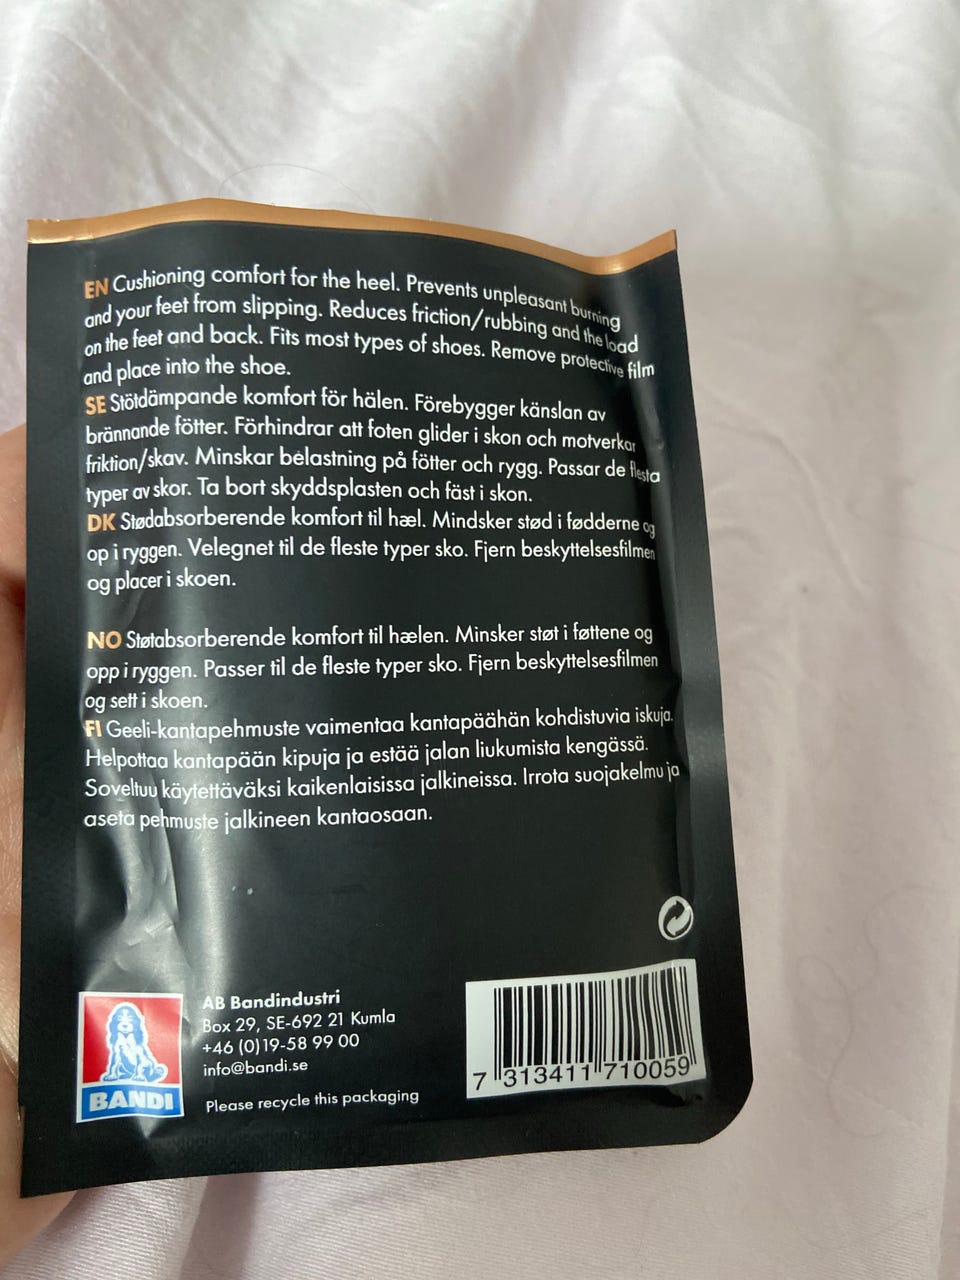 EN Cushioning comfort for the heel. Prevents unpleasant burning
and your feet from slipping. Reduces friction/rubbing and the load
on the feet and back. Fits most types of shoes. Remove protective film
and place into the shoe.
SE Stötdämpande komfort för hälen. Förebygger känslan av
brännande fötter. Förhindrar att foten glider i skon och motverkar
friktion/skav. Minskar belastning på fötter och rygg. Passar de flesta
typer av skor. Ta bort skyddsplasten och fäst i skon.
DK Stødabsorberende komfort til hæl. Mindsker stød i fødderne og
op i ryggen. Velegnet til de fleste typer sko. Fjern beskyttelsesfilmen
og placer i skoen.
NO Støtabsorberende komfort til hælen. Minsker støt i føttene og
opp i ryggen. Passer til de fleste typer sko. Fjern beskyttelsesfilmen
og sett i skoen.
FI Geeli-kantapehmuste vaimentaa kantapäähän kohdistuvia iskuja.
Helpottaa kantapään kipuja ja estää jalan liukumista kengässä.
Soveltuu käytettäväksi kaikenlaisissa jalkineissa. Irrota suojakelmu ja
aseta pehmuste jalkineen kantaosaan.
AB Bandindustri
Box 29, SE-692 21 Kumla
+46 (0)19-58 99 00
info@bandi.se
Please recycle this packaging
BANDI
7 313411 710059